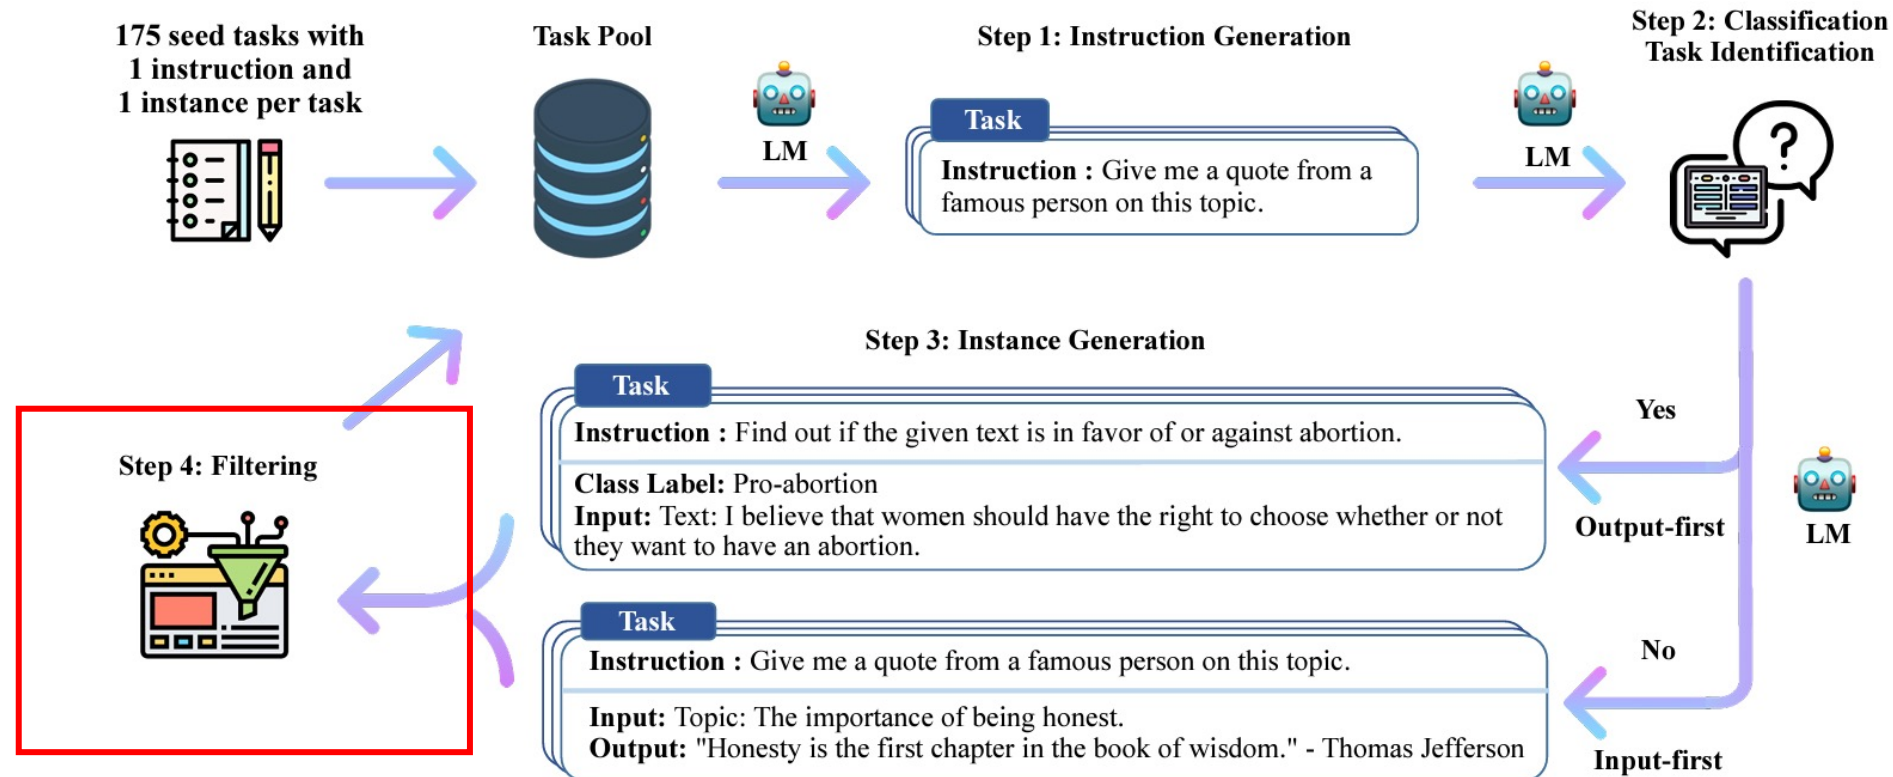 175 seed tasks with
1 instruction and
1 instance per task
Task Pool
LM
Step 1: Instruction Generation
Task
Instruction : Give me a quote from a
famous person on this topic.
LM
Step 2: Classification
Task Identification
Step 3: Instance Generation
Task
Instruction : Find out if the given text is in favor of or against abortion.
Class Label: Pro-abortion
Input: Text: I believe that women should have the right to choose whether or not
they want to have an abortion.
Yes
Output-first
LM
Task
Instruction : Give me a quote from a famous person on this topic.
Input: Topic: The importance of being honest.
Output: "Honesty is the first chapter in the book of wisdom." - Thomas Jefferson
No
Input-first
Step 4: Filtering